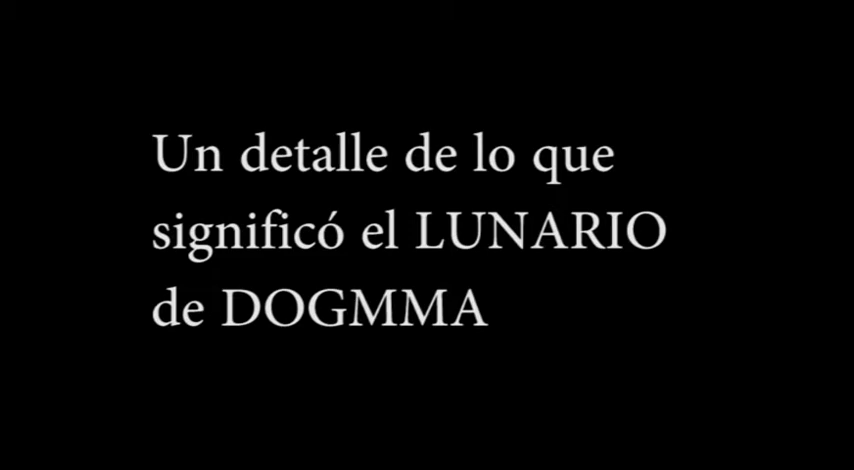 Un detalle de lo que
significó el LUNARIO
de DOGMMA